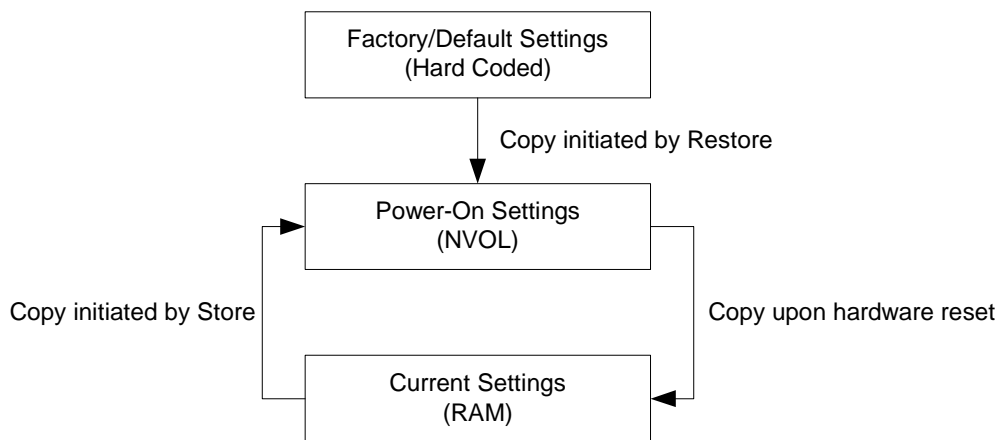 Factory/Default Settings
(Hard Coded)
Copy initiated by Restore
Power-On Settings
(NVOL)
Copy initiated by Store
Copy upon hardware reset
Current Settings
(RAM)